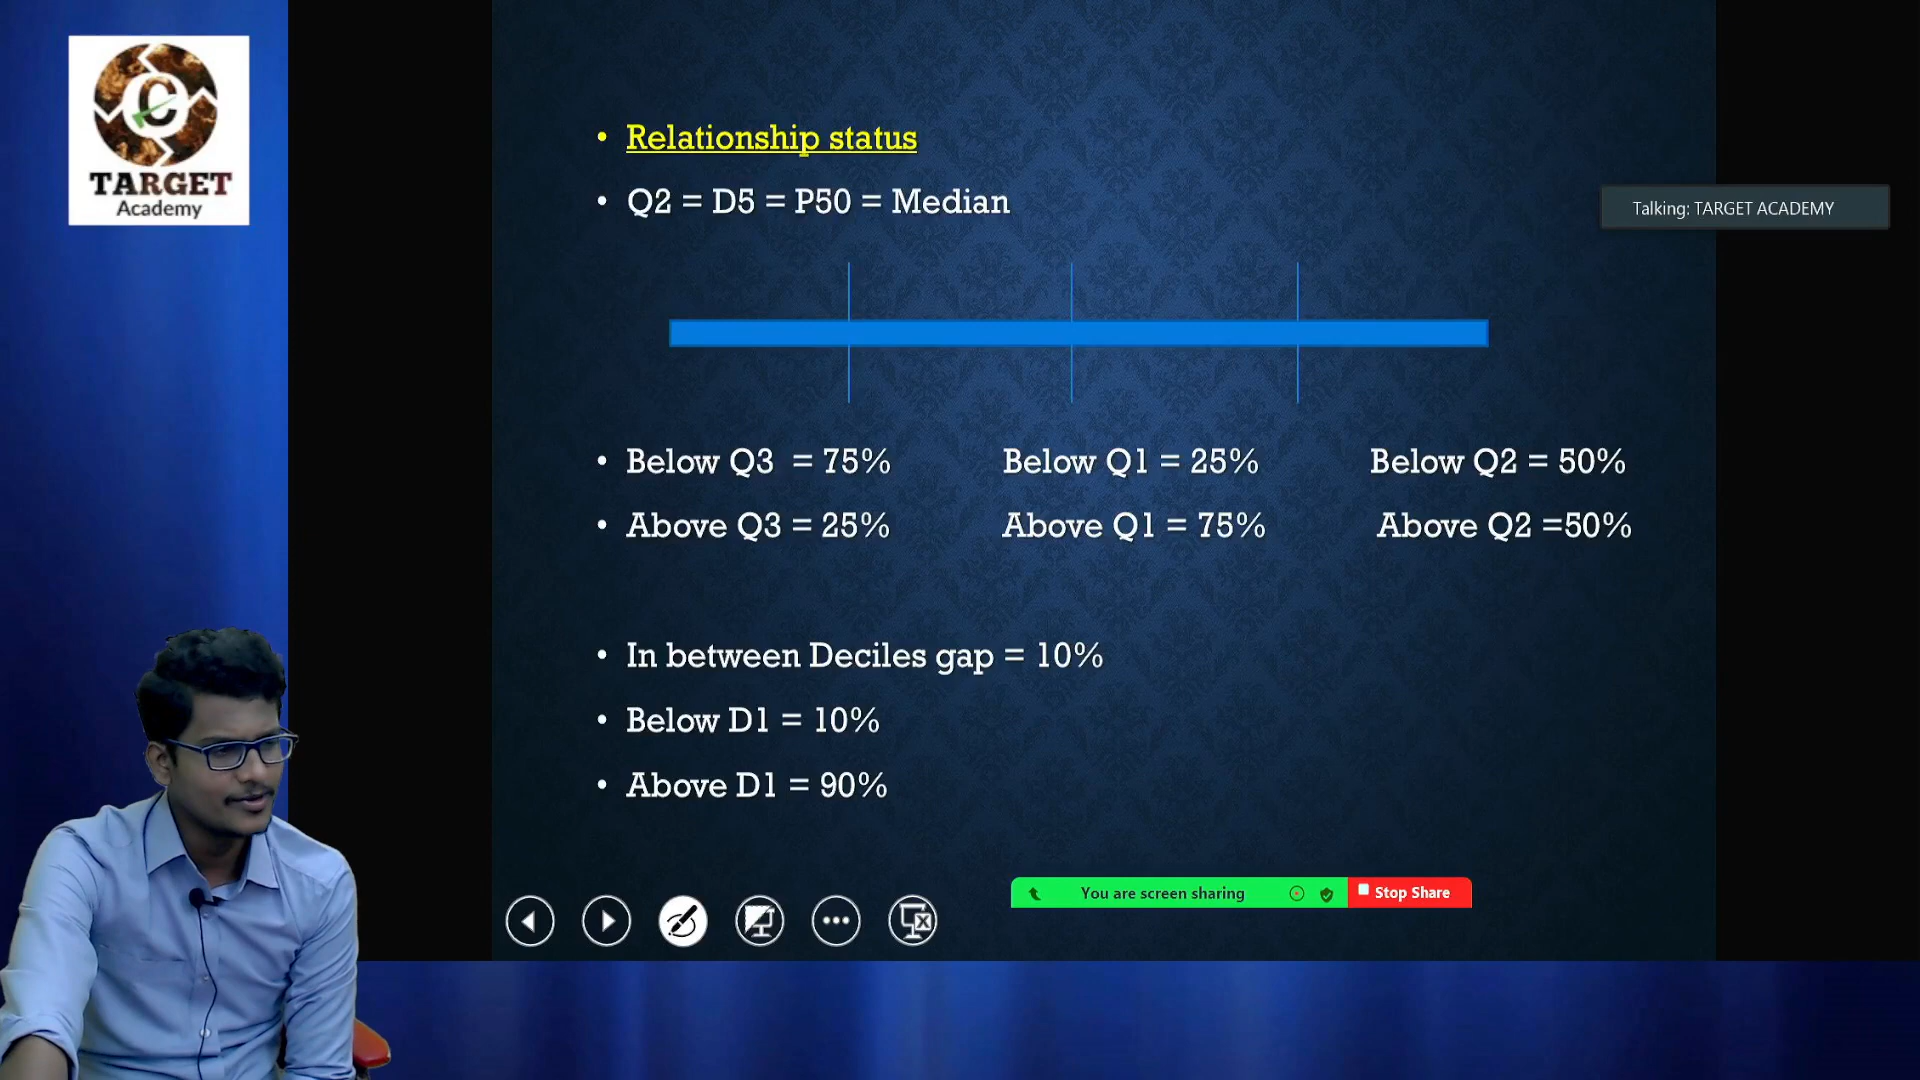 C
TARGET
Academy
Relationship status
Q2 = D5 = P50 = Median
Talking: TARGET ACADEMY
Below Q3 = 75% Below Q1 = 25% Below Q2 = 50%
Above Q3 = 25% Above Q1 = 75% Above Q2 =50%
In between Deciles gap = 10%
Below D1 = 10%
Above D1 = 90%
You are screen sharing Stop Share